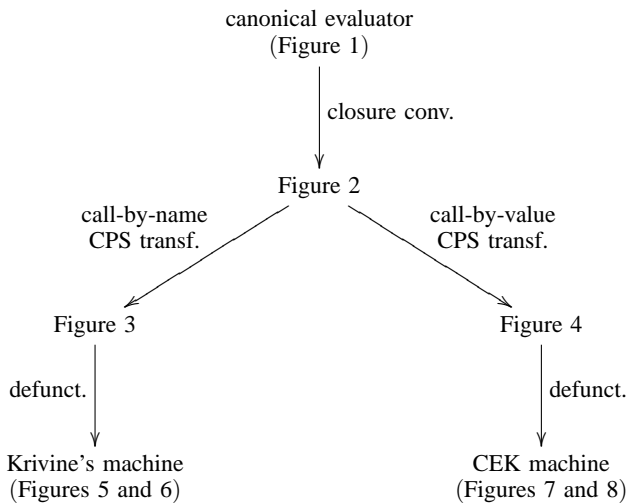 canonical evaluator
(Figure 1)
closure conv.
Figure 2
call-by-name
CPS transf.
call-by-value
CPS transf.
Figure 3
Figure 4
defunct.
defunct.
Krivine's machine
(Figures 5 and 6)
CEK machine
(Figures 7 and 8)